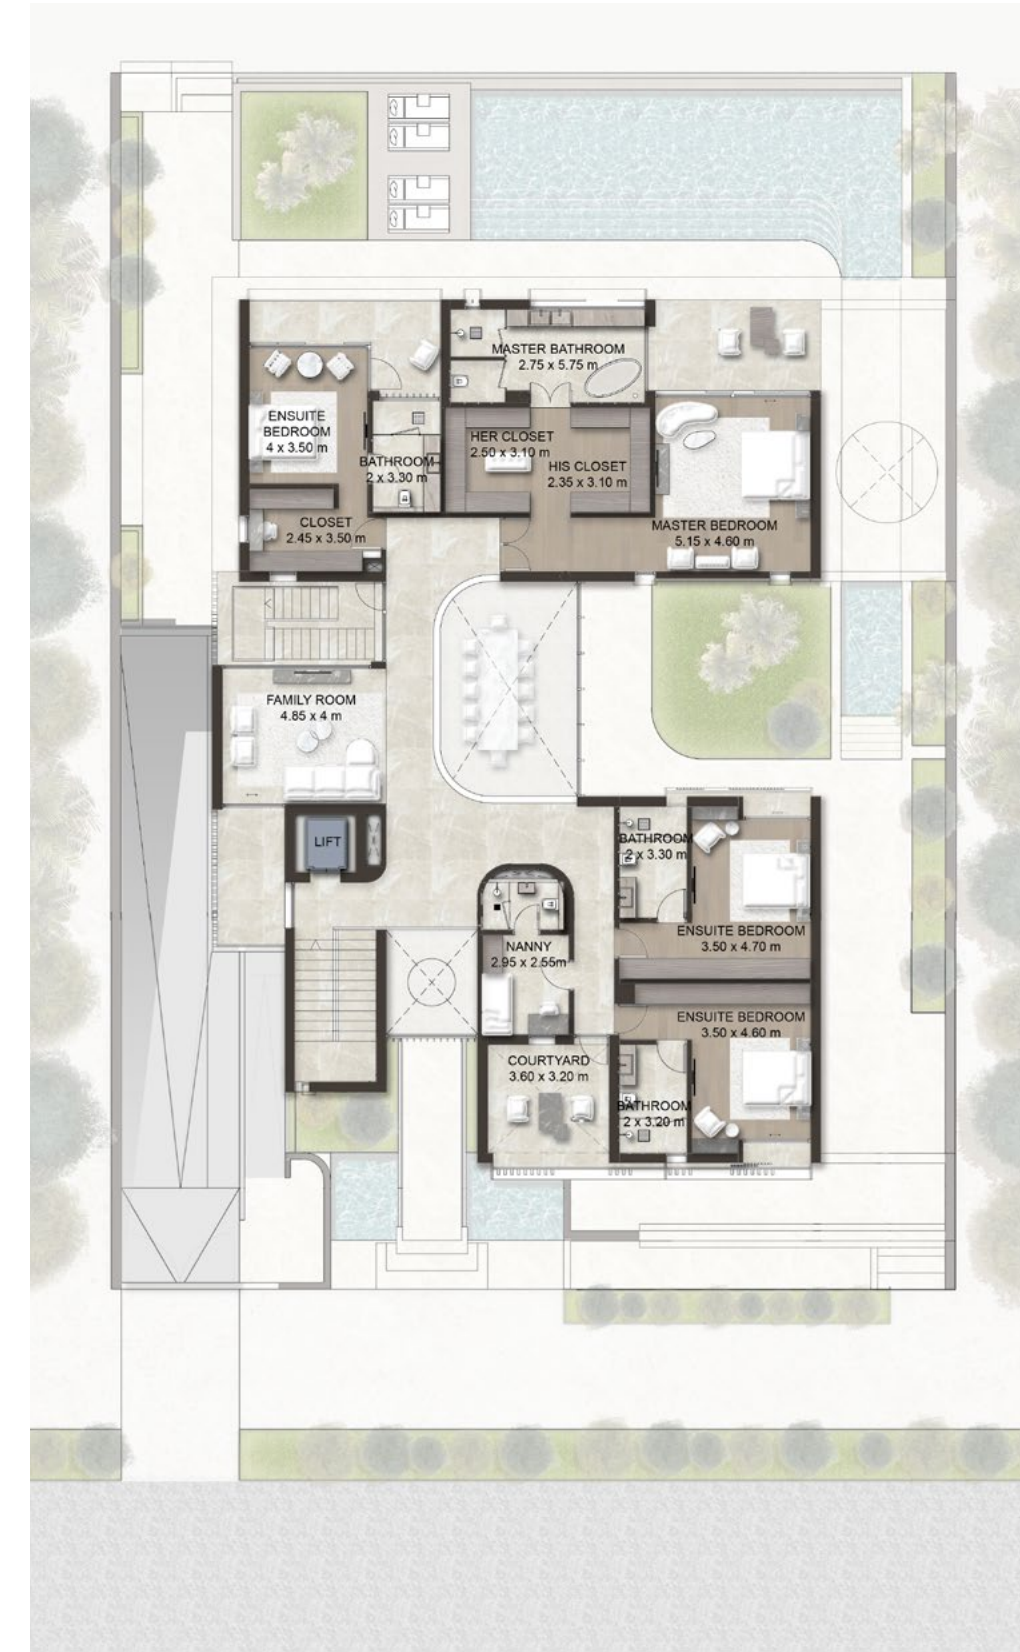 MASTER BATHROOM
2.75 x 5.75 m
ENSUITE
BEDROOM
4 x 3.50 m
BATHROOM
2 x 3.30 m
HER CLOSET
2.50 x 3.10 m
HIS CLOSET
2.35 x 3.10 m
CLOSET
2.45 x 3.50 m
MASTER BEDROOM
5.15 x 4.60 m
FAMILY ROOM
4.85 x 4 m
LIFT
BATHROOM
2 x 3.30 m
ENSUITE BEDROOM
3.50 x 4.70 m
NANNY
2.95 x 2.55m
ENSUITE BEDROOM
3.50 x 4.60 m
COURTYARD
3.60 x 3.20 m
BATHROOM
2 x 3.20 m